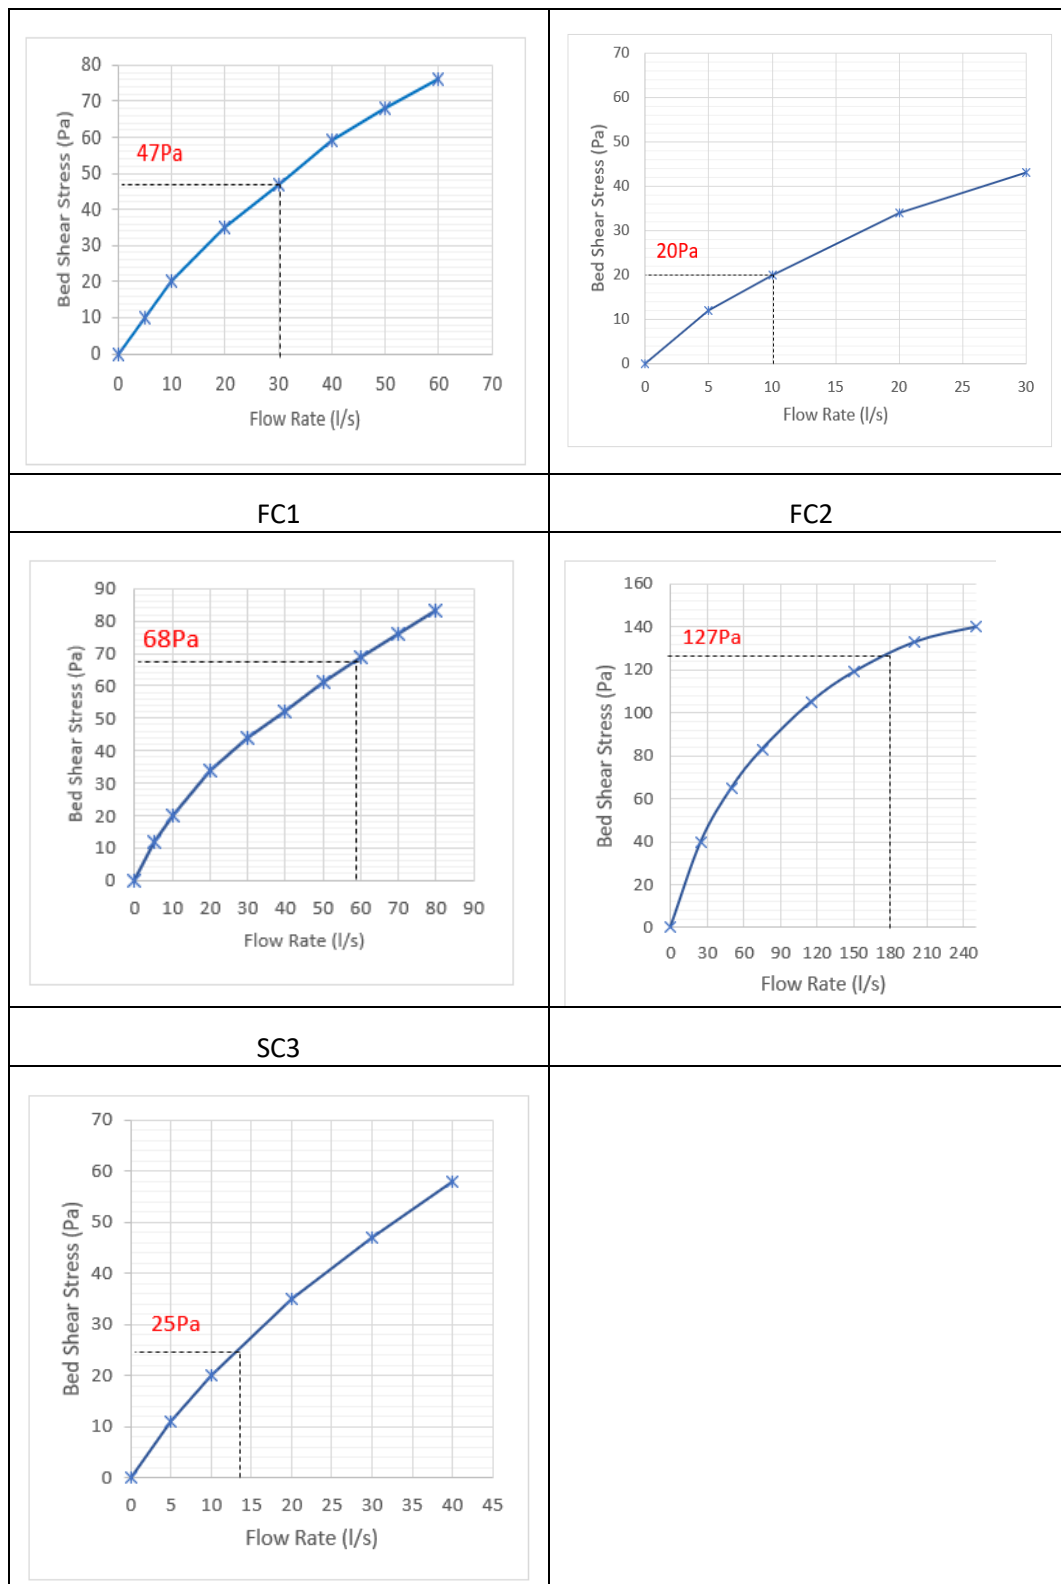 80
70
60
50
40
30
20
10
0
47Pa
Bed Shear Stress (Pa)
0 10 20 30 40 50 60 70
Flow Rate (l/s)
70
60
50
40
30
20
10
0
20Pa
Bed Shear Stress (Pa)
0 5 10 15 20 25 30
Flow Rate (l/s)
FC1
FC2
90
80
70
60
50
40
30
20
10
0
68Pa
Bed Shear Stress (Pa)
0 10 20 30 40 50 60 70 80 90
Flow Rate (l/s)
160
140
120
100
80
60
40
20
0
127Pa
Bed Shear Stress (Pa)
0 30 60 90 120 150 180 210 240
Flow Rate (l/s)
SC3
70
60
50
40
30
20
10
0
25Pa
Bed Shear Stress (Pa)
0 5 10 15 20 25 30 35 40 45
Flow Rate (l/s)